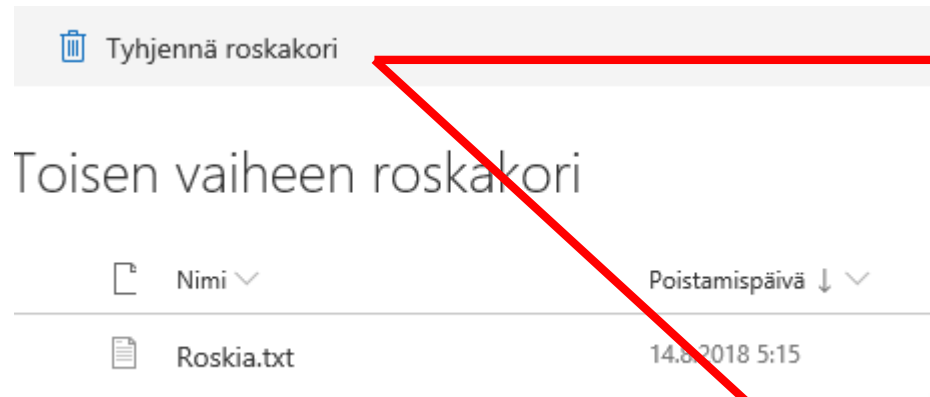 Tyhjennä roskakori
Toisen vaiheen roskakori
Nimi Poistamispäivä ↓
Roskia.txt 14.8.2018 5:15